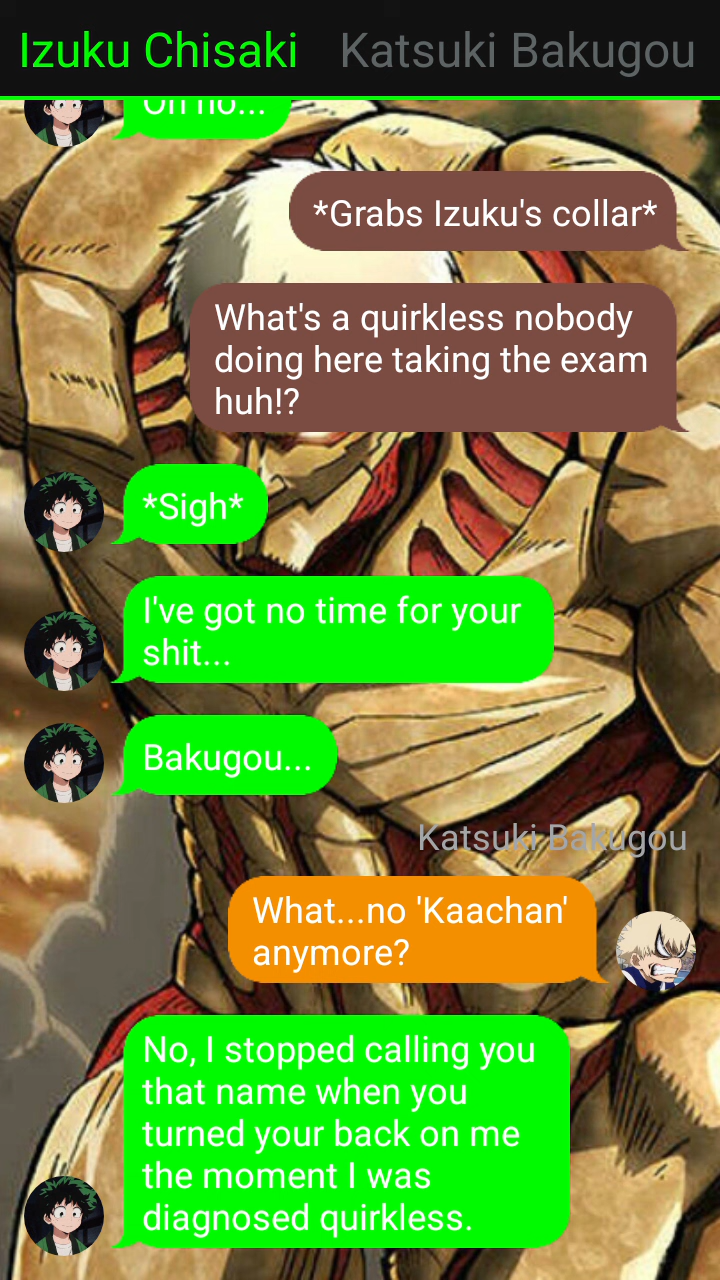 Izuku Chisaki Katsuki Bakugou
Oh no...
*Grabs Izuku's collar*
What's a quirkless nobody
doing here taking the exam
huh!?
*Sigh*
I've got no time for your
shit...
Bakugou...
Katsuki Bakugou
What...no 'Kaachan'
anymore?
No, I stopped calling you
that name when you
turned your back on me
the moment I was
diagnosed quirkless.